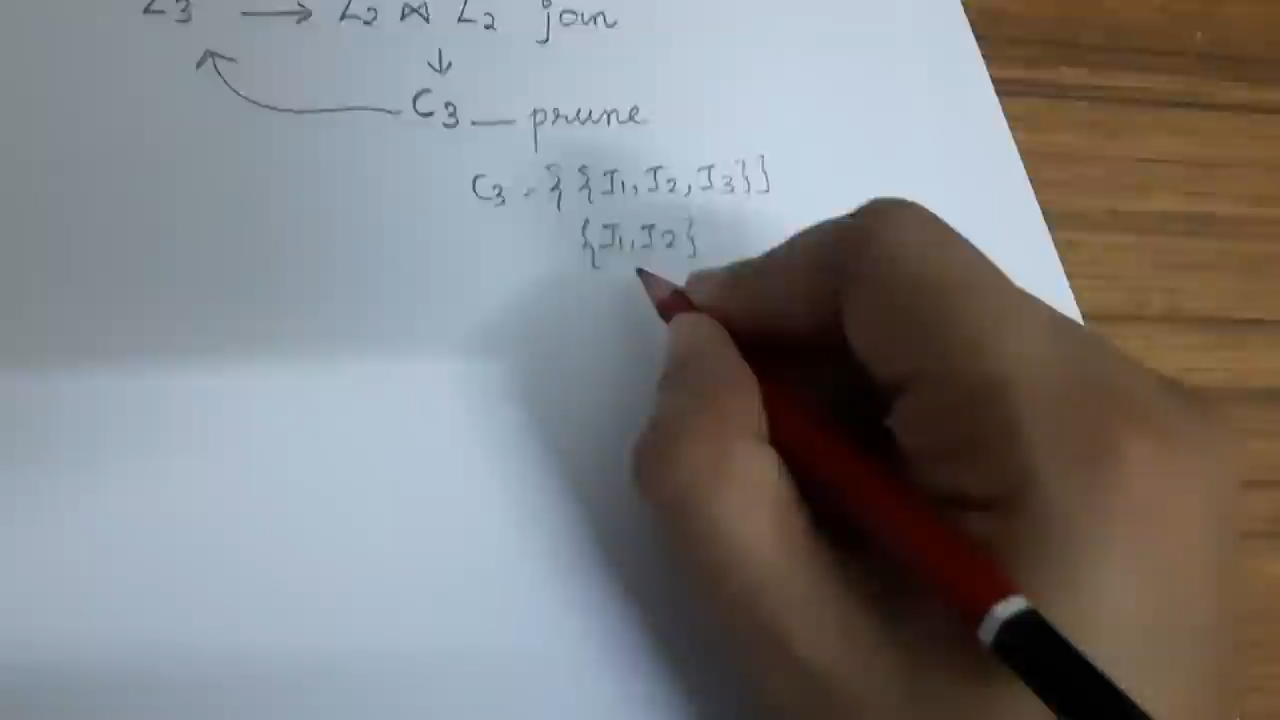 L3 → L2 ⋈ L2 join
↓
C3 — prune
C3 = { {I1, I2, I3}}
{I1, I2}